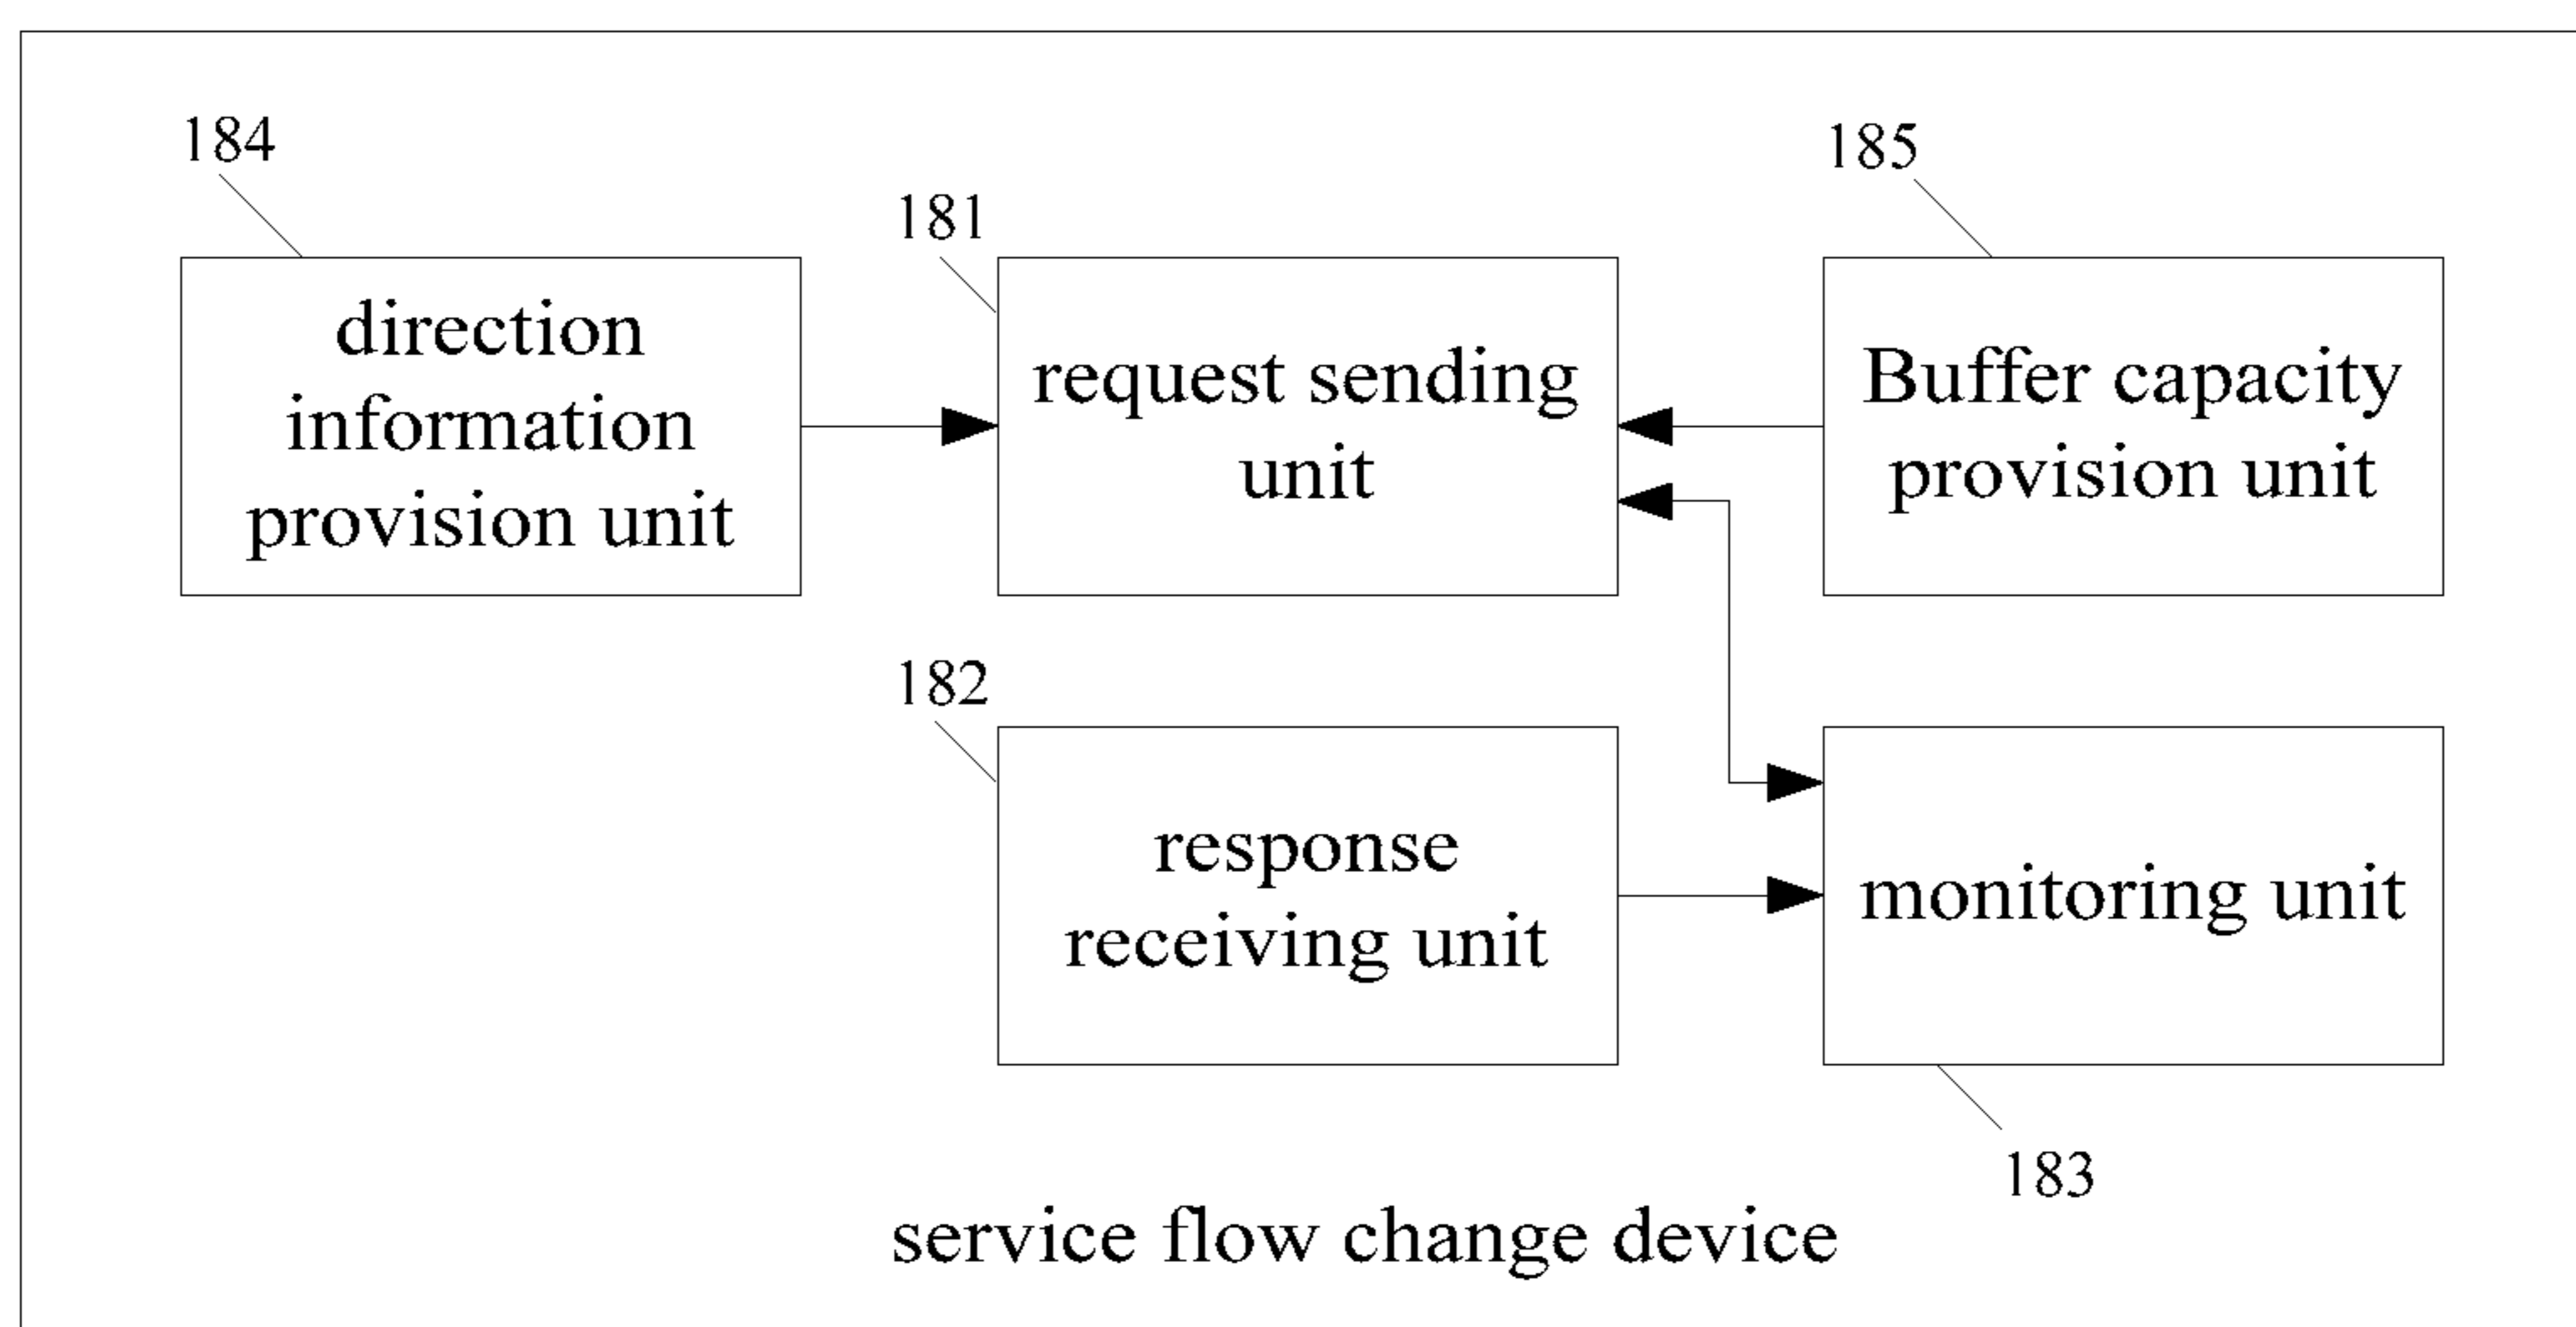 184
direction
information
provision unit
181
request sending
unit
185
Buffer capacity
provision unit
182
response
receiving unit
monitoring unit
183
service flow change device